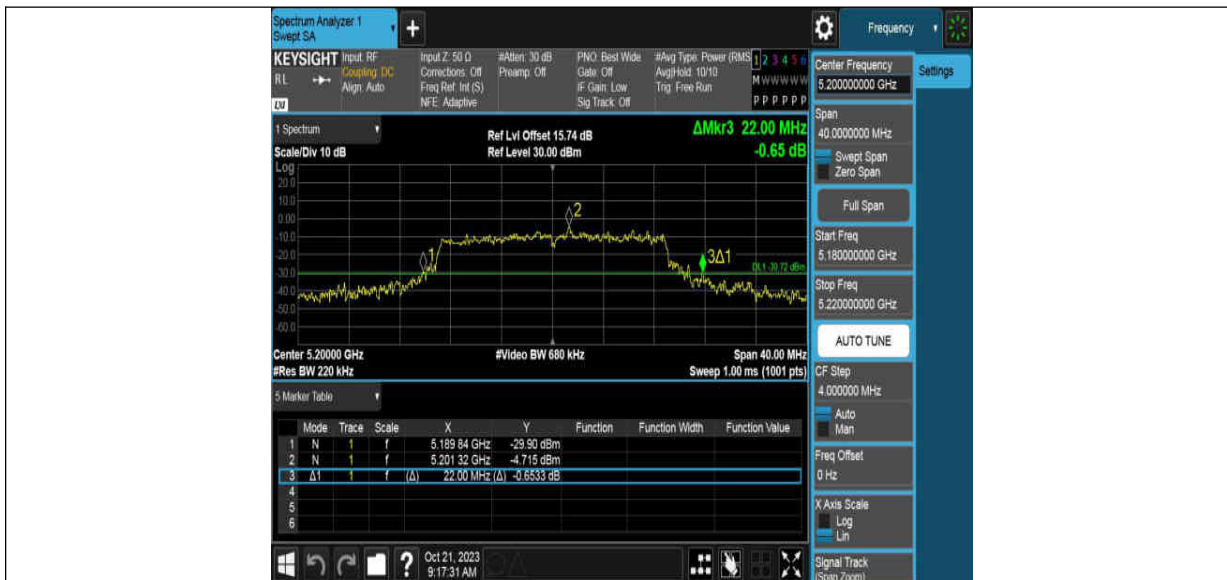 Spectrum Analyzer 1
Swept SA
+
Frequency
KEYSIGHT Input: RF Input Z: 50 Ω #Atten: 30 dB PNO: Best Wide #Avg Type: Power (RMS 1 2 3 4 5 6
RL Coupling: DC Corrections: Off Preamp: Off Gate: Off Avg|Hold: 10/10 M W W W W W
Align: Auto Freq Ref: Int (S) IF Gain: Low Trig: Free Run
LXI NFE: Adaptive Sig Track: Off P P P P P P
1 Spectrum
Ref Lvl Offset 15.74 dB ΔMkr3 22.00 MHz
Scale/Div 10 dB Ref Level 30.00 dBm -0.65 dB
Log
20.0
10.0
0.00
-10.0
-20.0
-30.0
-40.0
-50.0
-60.0
2
1
3Δ1
DL1 -30.72 dBm
Center 5.20000 GHz #Video BW 680 kHz Span 40.00 MHz
#Res BW 220 kHz Sweep 1.00 ms (1001 pts)
5 Marker Table
Mode Trace Scale X Y Function Function Width Function Value
1 N 1 f 5.189 84 GHz -29.90 dBm
2 N 1 f 5.201 32 GHz -4.715 dBm
3 Δ1 1 f (Δ) 22.00 MHz (Δ) -0.6533 dB
4
5
6
?
Oct 21, 2023
9:17:31 AM
Center Frequency
5.200000000 GHz
Settings
Span
40.0000000 MHz
Swept Span
Zero Span
Full Span
Start Freq
5.180000000 GHz
Stop Freq
5.220000000 GHz
AUTO TUNE
CF Step
4.000000 MHz
Auto
Man
Freq Offset
0 Hz
X Axis Scale
Log
Lin
Signal Track
(Span Zoom)